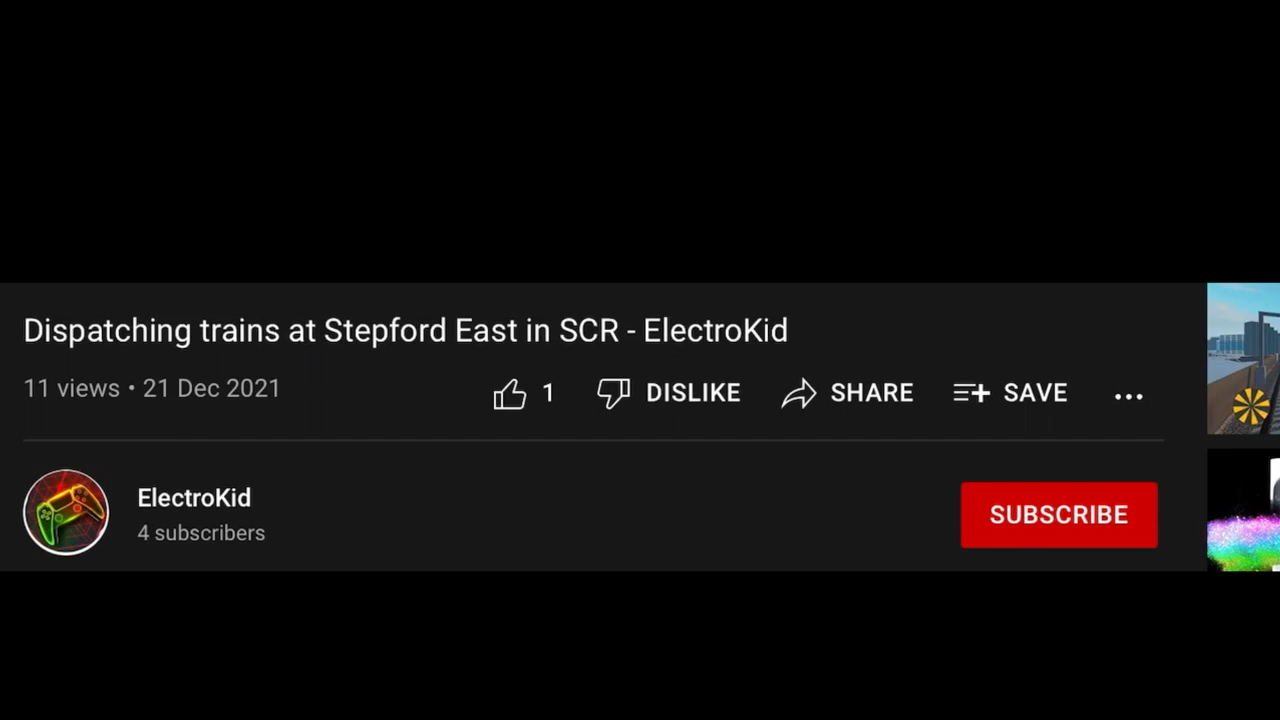 Dispatching trains at Stepford East in SCR - ElectroKid
11 views • 21 Dec 2021
1 DISLIKE SHARE SAVE ...
ElectroKid
4 subscribers
SUBSCRIBE